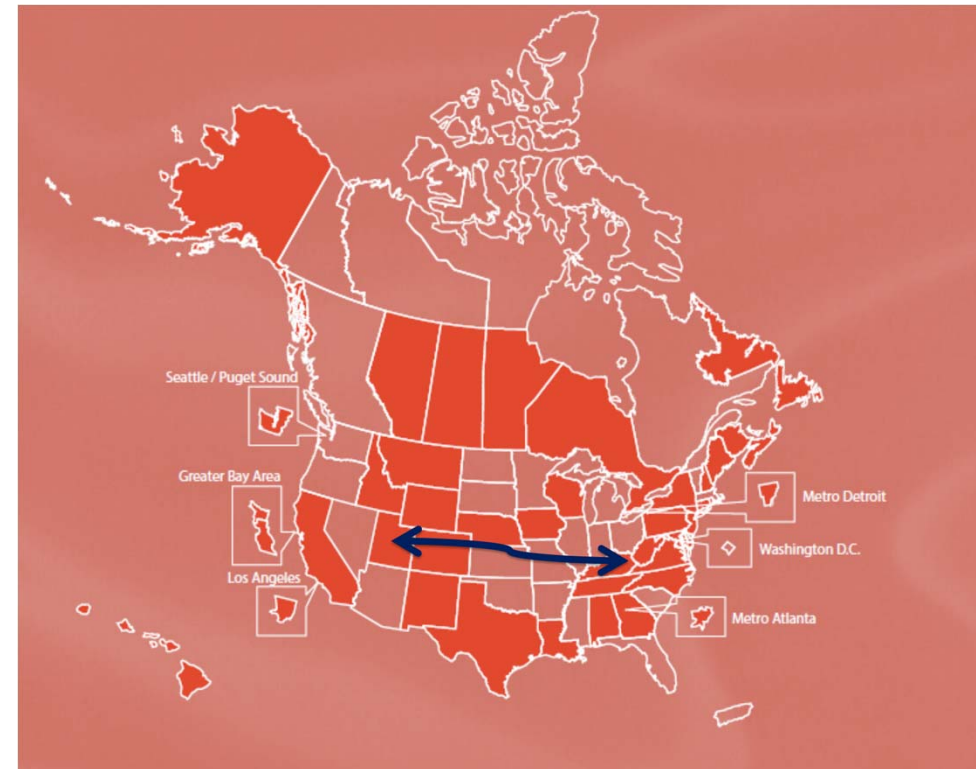 Seattle / Puget Sound
Greater Bay Area
Los Angeles
Metro Detroit
Washington D.C.
Metro Atlanta